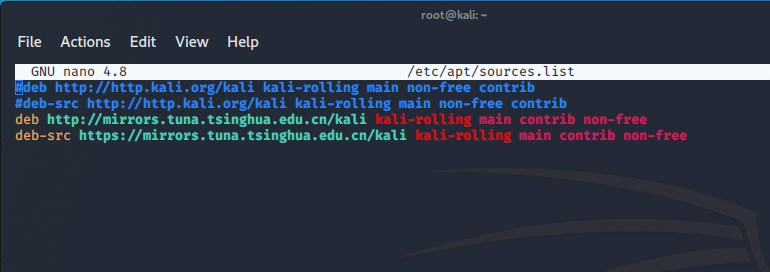 root@kali: ~
File Actions Edit View Help
GNU nano 4.8 /etc/apt/sources.list
#deb http://http.kali.org/kali kali-rolling main non-free contrib
#deb-src http://http.kali.org/kali kali-rolling main non-free contrib
deb http://mirrors.tuna.tsinghua.edu.cn/kali kali-rolling main contrib non-free
deb-src https://mirrors.tuna.tsinghua.edu.cn/kali kali-rolling main contrib non-free